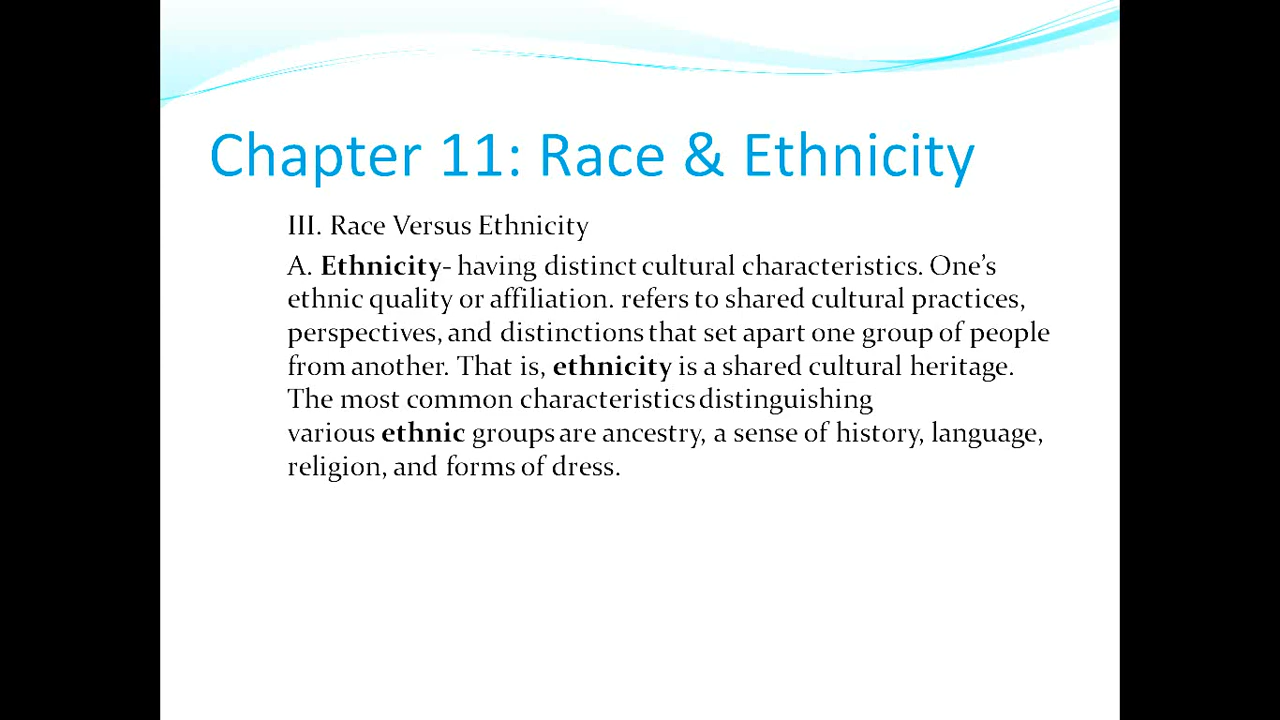 Chapter 11: Race & Ethnicity
III. Race Versus Ethnicity
A. Ethnicity- having distinct cultural characteristics. One’s
ethnic quality or affiliation. refers to shared cultural practices,
perspectives, and distinctions that set apart one group of people
from another. That is, ethnicity is a shared cultural heritage.
The most common characteristics distinguishing
various ethnic groups are ancestry, a sense of history, language,
religion, and forms of dress.